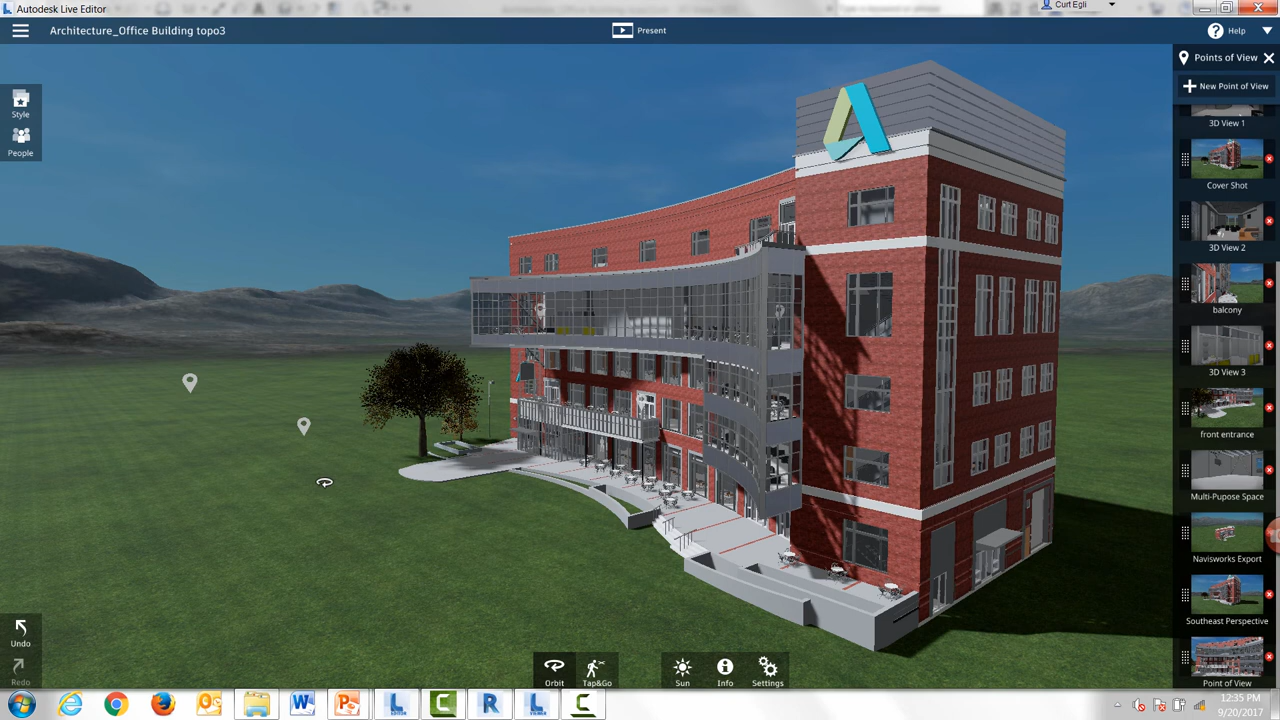 Autodesk Live Editor
Curt Egli
Architecture_Office Building topo3
Present
Help
Points of View
New Point of View
Style
People
3D View 1
Cover Shot
3D View 2
balcony
3D View 3
front entrance
Multi-Pupose Space
Navisworks Export
Southeast Perspective
Point of View
Undo
Redo
Orbit
Tap&Go
Sun
Info
Settings
12:35 PM
9/20/2017